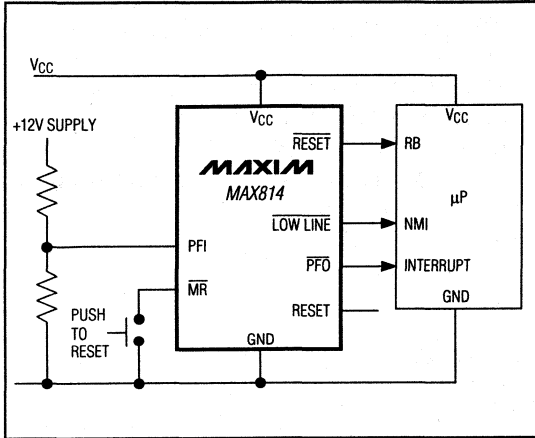 VCC
+12V SUPPLY
VCC
VCC
RESET
RB
MAXIM
MAX814
µP
LOW LINE
NMI
PFI
PFO
INTERRUPT
MR
RESET
GND
PUSH
TO
RESET
GND